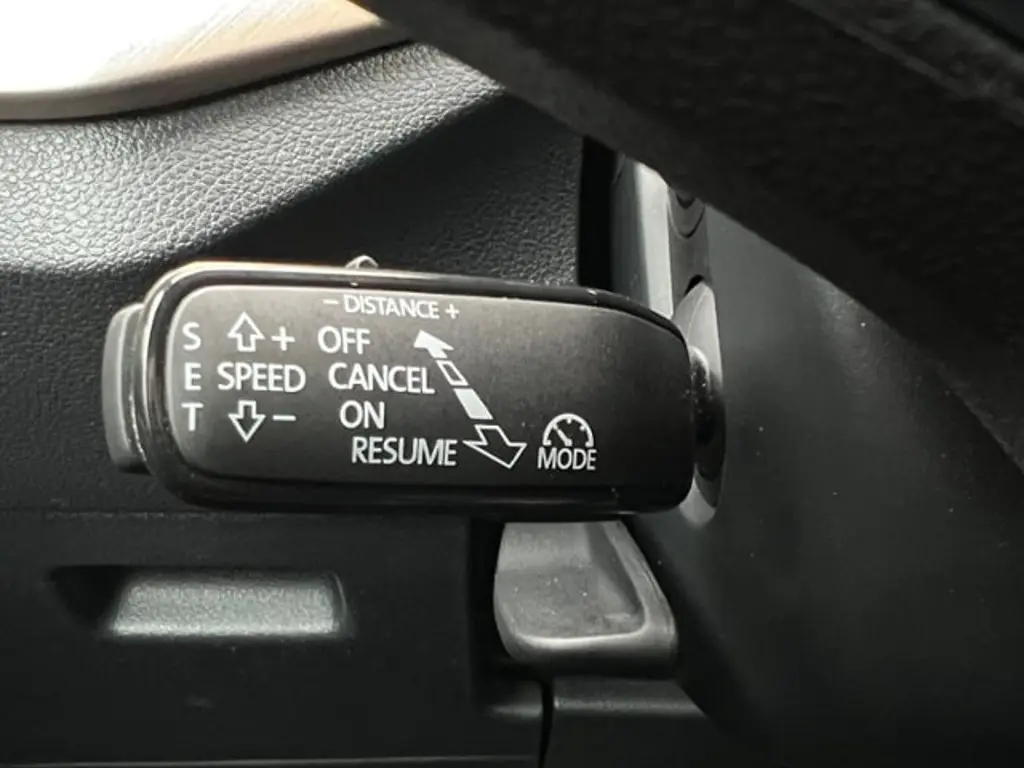 - DISTANCE +
S + OFF
E SPEED CANCEL
T - ON
RESUME MODE